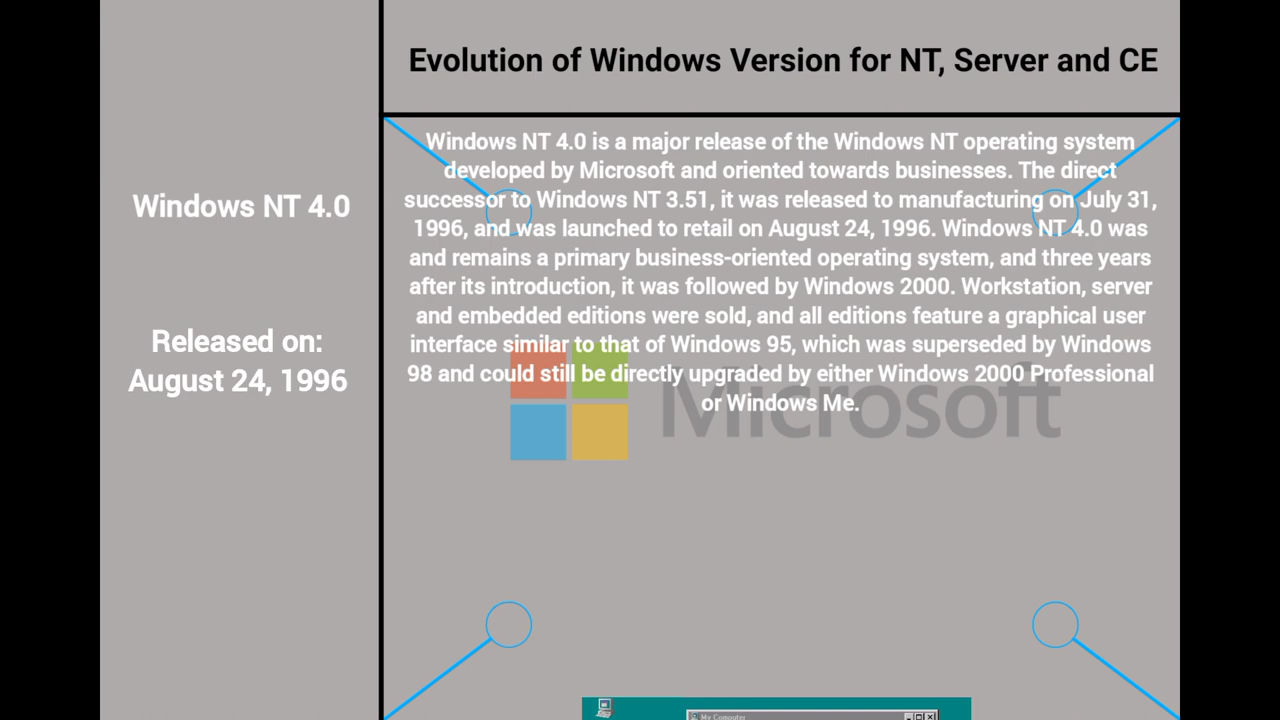 Evolution of Windows Version for NT, Server and CE
Windows NT 4.0
Released on:
August 24, 1996
Windows NT 4.0 is a major release of the Windows NT operating system
developed by Microsoft and oriented towards businesses. The direct
successor to Windows NT 3.51, it was released to manufacturing on July 31,
1996, and was launched to retail on August 24, 1996. Windows NT 4.0 was
and remains a primary business-oriented operating system, and three years
after its introduction, it was followed by Windows 2000. Workstation, server
and embedded editions were sold, and all editions feature a graphical user
interface similar to that of Windows 95, which was superseded by Windows
98 and could still be directly upgraded by either Windows 2000 Professional
or Windows Me.
Microsoft
My Computer